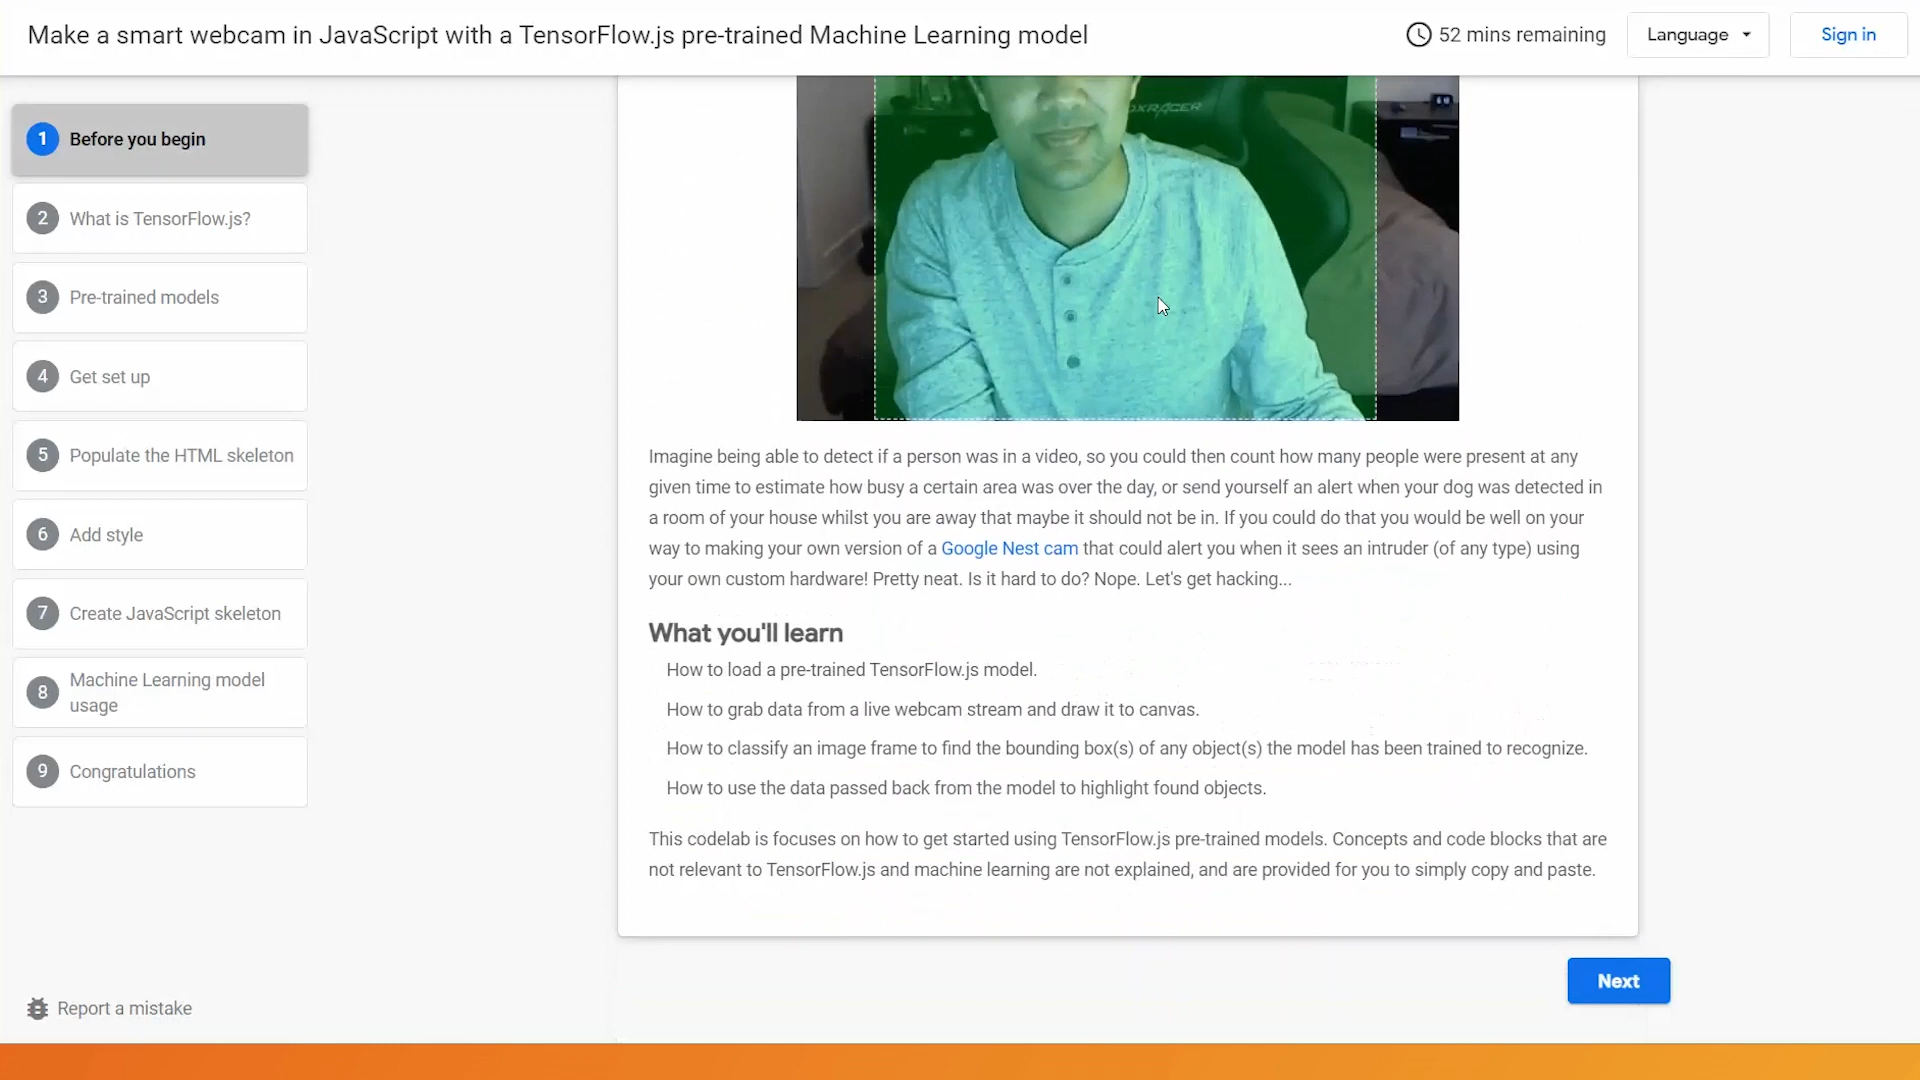 Make a smart webcam in JavaScript with a TensorFlow.js pre-trained Machine Learning model
52 mins remaining
Language
Sign in
1 Before you begin
2 What is TensorFlow.js?
3 Pre-trained models
4 Get set up
5 Populate the HTML skeleton
6 Add style
7 Create JavaScript skeleton
8 Machine Learning model
usage
9 Congratulations
Report a mistake
Imagine being able to detect if a person was in a video, so you could then count how many people were present at any
given time to estimate how busy a certain area was over the day, or send yourself an alert when your dog was detected in
a room of your house whilst you are away that maybe it should not be in. If you could do that you would be well on your
way to making your own version of a Google Nest cam that could alert you when it sees an intruder (of any type) using
your own custom hardware! Pretty neat. Is it hard to do? Nope. Let's get hacking...
What you'll learn
How to load a pre-trained TensorFlow.js model.
How to grab data from a live webcam stream and draw it to canvas.
How to classify an image frame to find the bounding box(s) of any object(s) the model has been trained to recognize.
How to use the data passed back from the model to highlight found objects.
This codelab is focuses on how to get started using TensorFlow.js pre-trained models. Concepts and code blocks that are
not relevant to TensorFlow.js and machine learning are not explained, and are provided for you to simply copy and paste.
Next